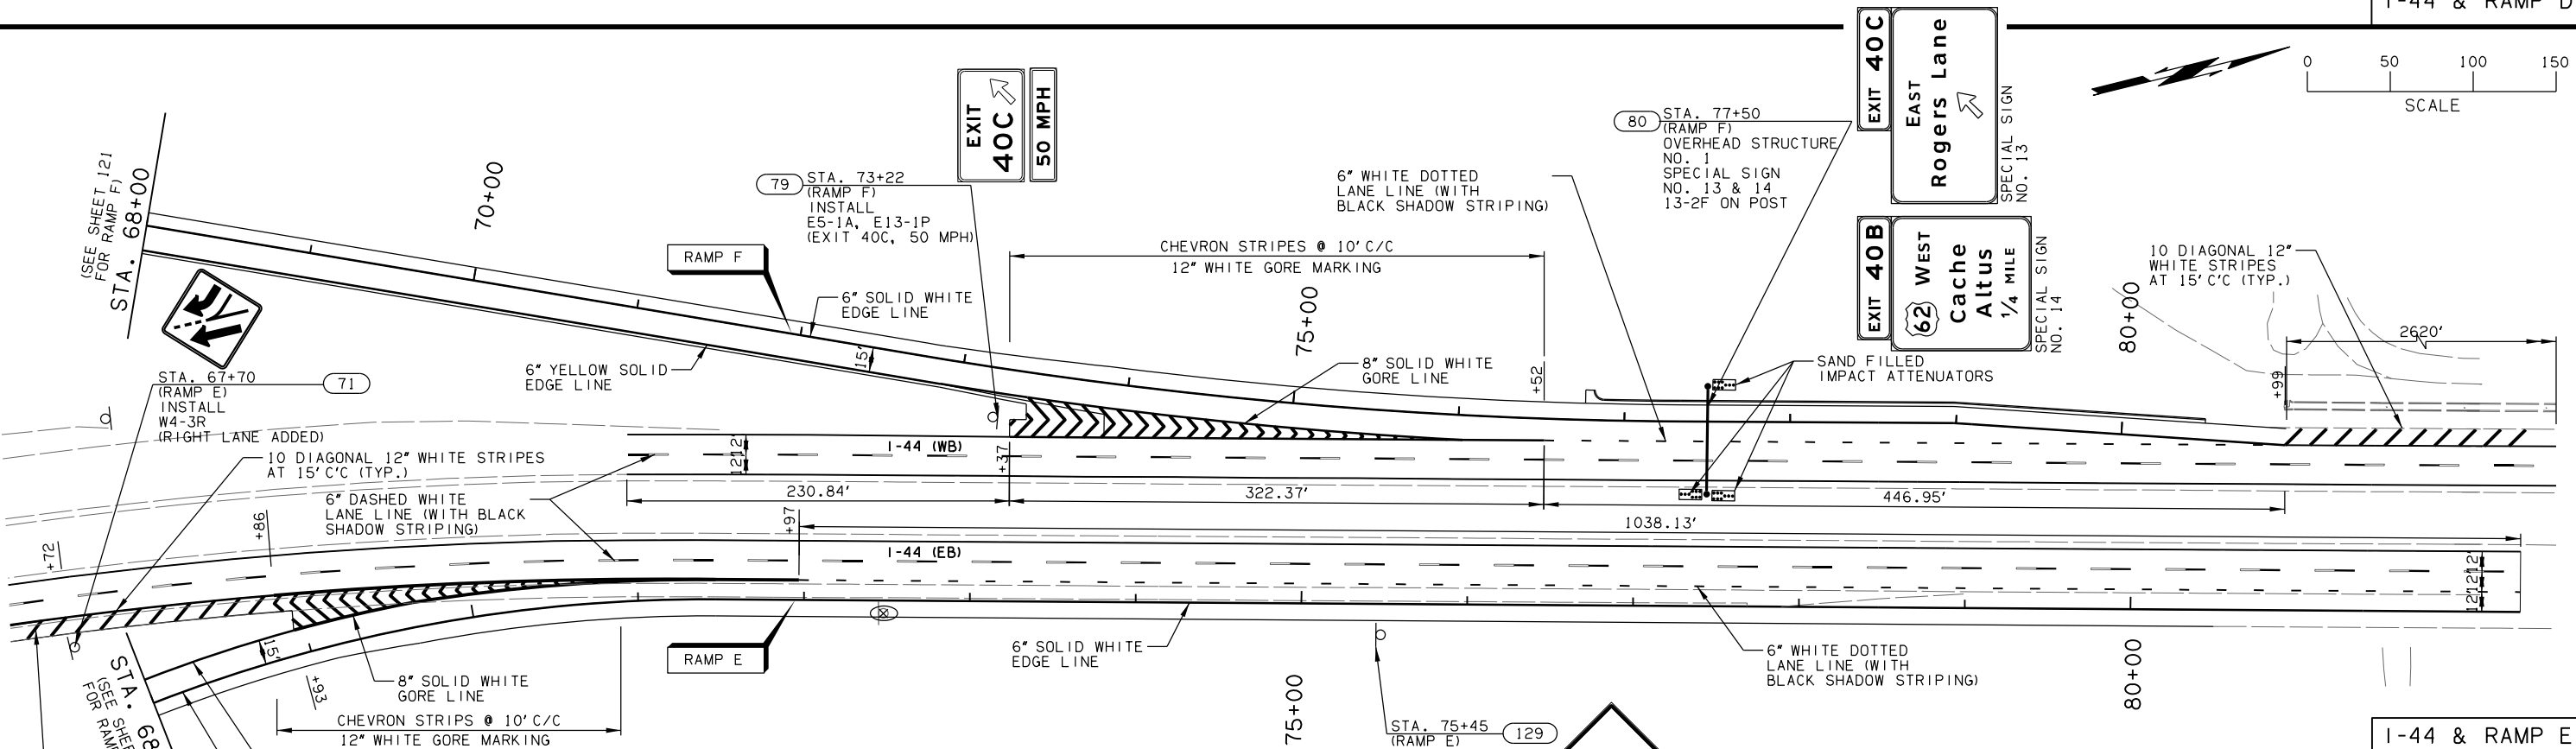 I-44 & RAMP D
EXIT 40C
EAST
Rogers Lane
SPECIAL SIGN
NO. 13
0 50 100 150
SCALE
EXIT
40C
50 MPH
80
STA. 77+50
(RAMP F)
OVERHEAD STRUCTURE
NO. 1
SPECIAL SIGN
NO. 13 & 14
13-2F ON POST
(SEE SHEET 121
FOR RAMP F)
STA. 68+00
70+00
79
STA. 73+22
(RAMP F)
INSTALL
E5-1A, E13-1P
(EXIT 40C, 50 MPH)
6" WHITE DOTTED
LANE LINE (WITH
BLACK SHADOW STRIPING)
EXIT 40B
62 WEST
Cache
Altus
1/4 MILE
SPECIAL SIGN
NO. 14
10 DIAGONAL 12"
WHITE STRIPES
AT 15' C'C (TYP.)
80+00
2620'
RAMP F
CHEVRON STRIPES @ 10' C/C
12" WHITE GORE MARKING
6" SOLID WHITE
EDGE LINE
75+00
15'
6" YELLOW SOLID
EDGE LINE
8" SOLID WHITE
GORE LINE
+52
SAND FILLED
IMPACT ATTENUATORS
+99
STA. 67+70
(RAMP E)
INSTALL
W4-3R
(RIGHT LANE ADDED)
71
10 DIAGONAL 12" WHITE STRIPES
AT 15' C'C (TYP.)
12'
12'
I-44 (WB)
+37
6" DASHED WHITE
LANE LINE (WITH BLACK
SHADOW STRIPING)
230.84'
322.37'
446.95'
+72
+86
+97
1038.13'
I-44 (EB)
12'
12'
12'
RAMP E
6" SOLID WHITE
EDGE LINE
6" WHITE DOTTED
LANE LINE (WITH
BLACK SHADOW STRIPING)
15'
+93
8" SOLID WHITE
GORE LINE
CHEVRON STRIPS @ 10' C/C
12" WHITE GORE MARKING
STA. 68
(SEE SHEE
FOR RAMP
75+00
STA. 75+45
(RAMP E)
129
80+00
I-44 & RAMP E